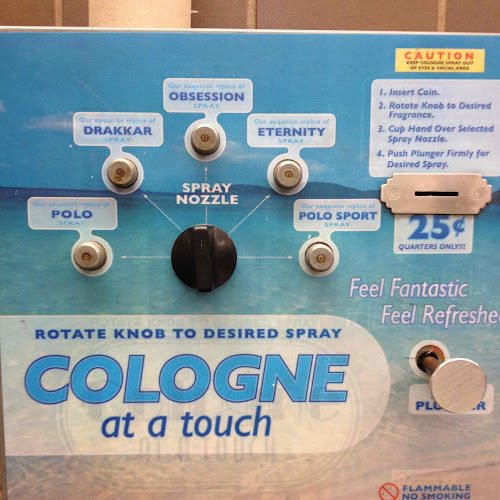 CAUTION
KEEP COLOGNE SPRAY OUT
OF EYES & FACIAL AREA
Our exquisite replica of
OBSESSION
SPRAY
Our exquisite replica of
DRAKKAR
SPRAY
Our exquisite replica of
ETERNITY
SPRAY
1. Insert Coin.
2. Rotate Knob to Desired
Fragrance.
3. Cup Hand Over Selected
Spray Nozzle.
4. Push Plunger Firmly for
Desired Spray.
SPRAY
NOZZLE
Our exquisite replica of
POLO
SPRAY
Our exquisite replica of
POLO SPORT
SPRAY
25¢
QUARTERS ONLY!!!
Feel Fantastic
Feel Refreshed
ROTATE KNOB TO DESIRED SPRAY
COLOGNE
at a touch
FLAMMABLE
NO SMOKING